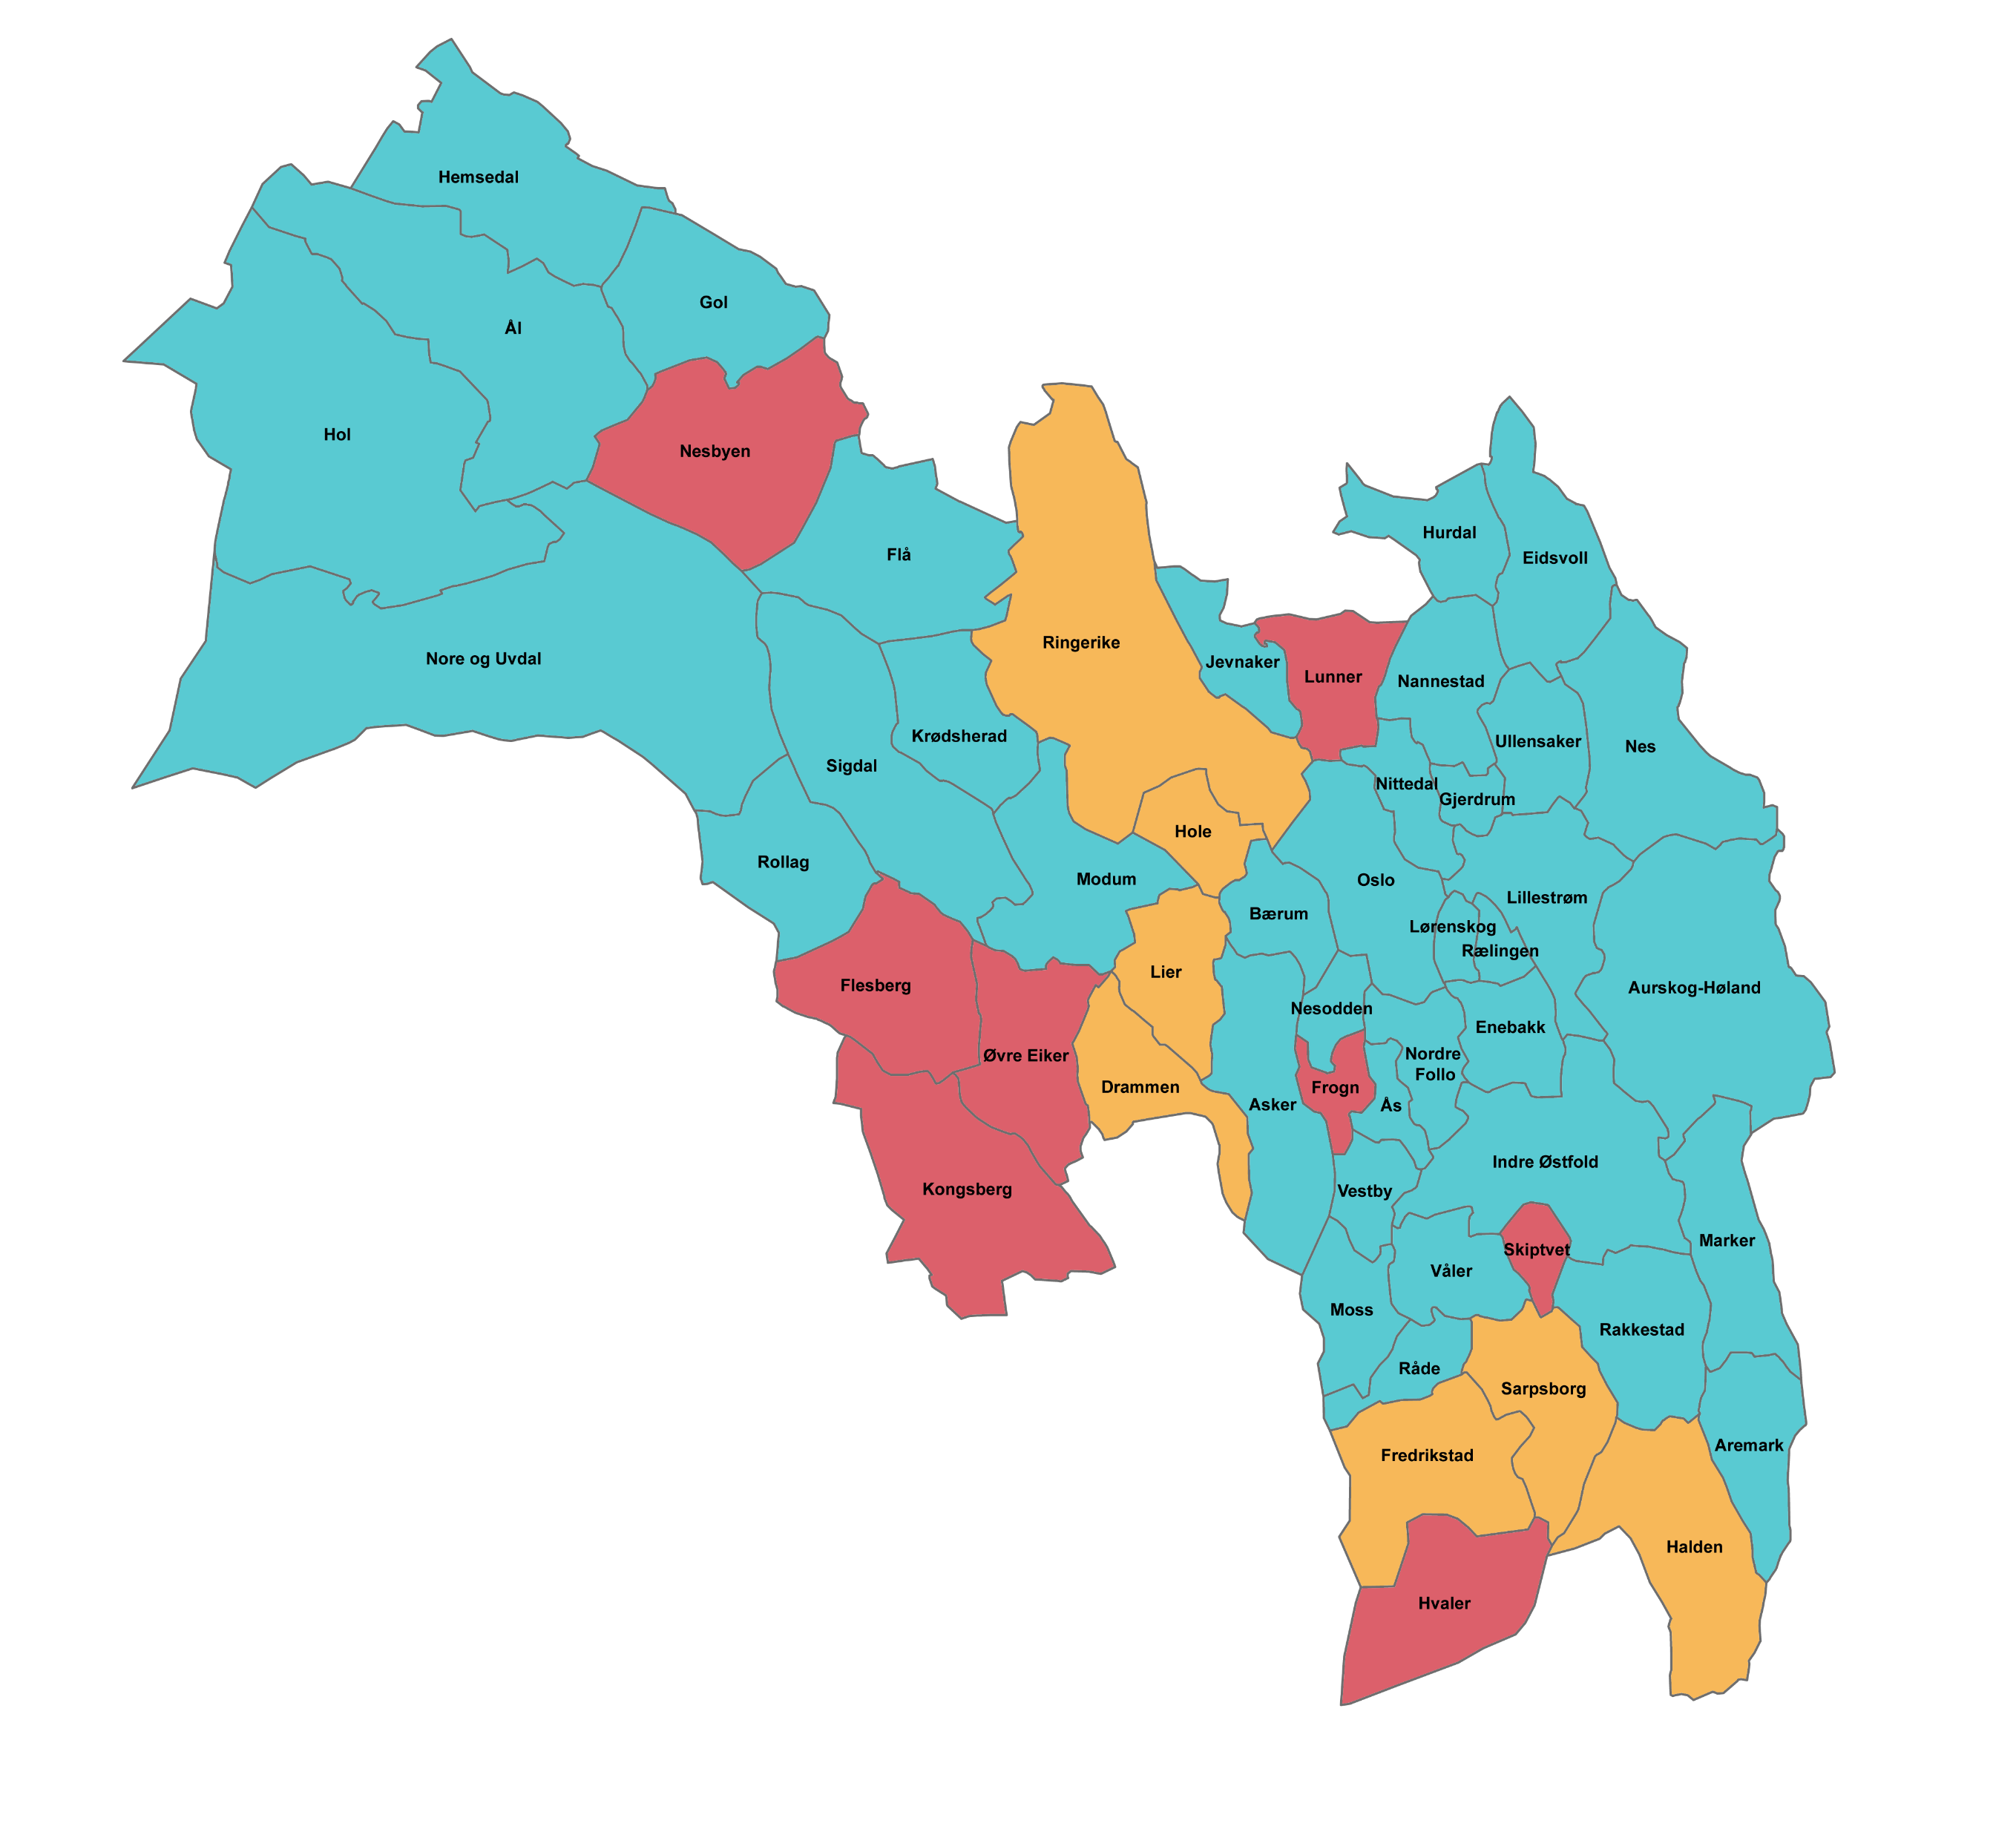 Hemsedal
Gol
Ål
Hol
Nesbyen
Hurdal
Flå
Eidsvoll
Ringerike
Nore og Uvdal
Jevnaker
Lunner
Nannestad
Krødsherad
Ullensaker
Nes
Sigdal
Nittedal
Gjerdrum
Hole
Rollag
Modum
Oslo
Lillestrøm
Bærum
Lørenskog
Rælingen
Lier
Flesberg
Aurskog-Høland
Nesodden
Enebakk
Øvre Eiker
Nordre
Follo
Drammen
Frogn
Asker
Ås
Indre Østfold
Kongsberg
Vestby
Marker
Skiptvet
Våler
Moss
Rakkestad
Råde
Sarpsborg
Aremark
Fredrikstad
Halden
Hvaler